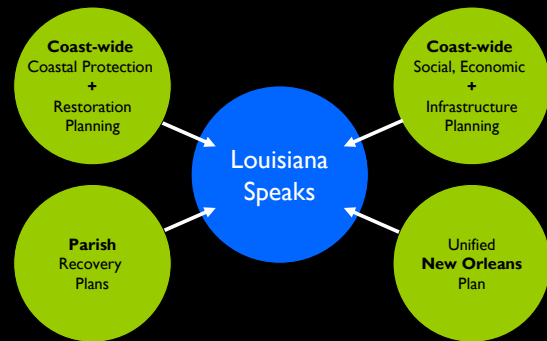 Coast-wide
Coastal Protection
+
Restoration
Planning
Coast-wide
Social, Economic
+
Infrastructure
Planning
Louisiana
Speaks
Parish
Recovery
Plans
Unified
New Orleans
Plan